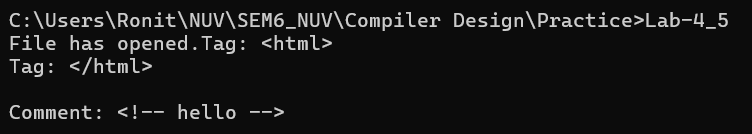 C:\Users\Ronit\NUV\SEM6_NUV\Compiler Design\Practice>Lab-4_5
File has opened.Tag: <html>
Tag: </html>
Comment: <!-- hello -->